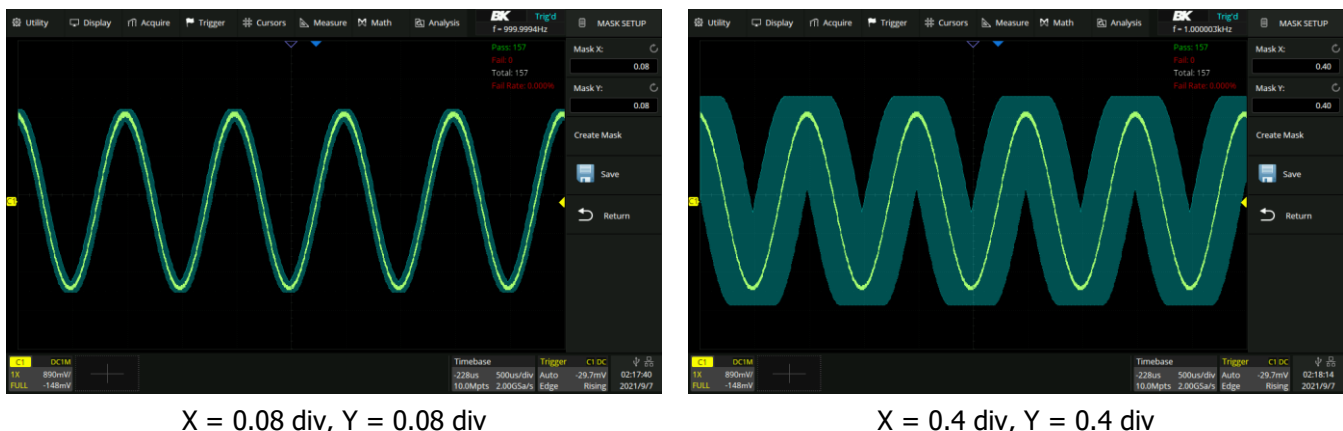 Utility Display Acquire Trigger Cursors Measure Math Analysis BK Trig'd MASK SETUP
f = 999.9994Hz
Pass: 157
Fail: 0
Total: 157
Fail Rate: 0.000%
Mask X:
0.08
Mask Y:
0.08
Create Mask
Save
Return
C1
C1 DC1M
1X 890mV/
FULL -148mV
Timebase Trigger C1 DC
-228us 500us/div Auto -29.7mV 02:17:40
10.0Mpts 2.00GSa/s Edge Rising 2021/9/7
X = 0.08 div, Y = 0.08 div
Utility Display Acquire Trigger Cursors Measure Math Analysis BK Trig'd MASK SETUP
f = 1.000003kHz
Pass: 157
Fail: 0
Total: 157
Fail Rate: 0.000%
Mask X:
0.40
Mask Y:
0.40
Create Mask
Save
Return
C1
C1 DC1M
1X 890mV/
FULL -148mV
Timebase Trigger C1 DC
-228us 500us/div Auto -29.7mV 02:18:14
10.0Mpts 2.00GSa/s Edge Rising 2021/9/7
X = 0.4 div, Y = 0.4 div